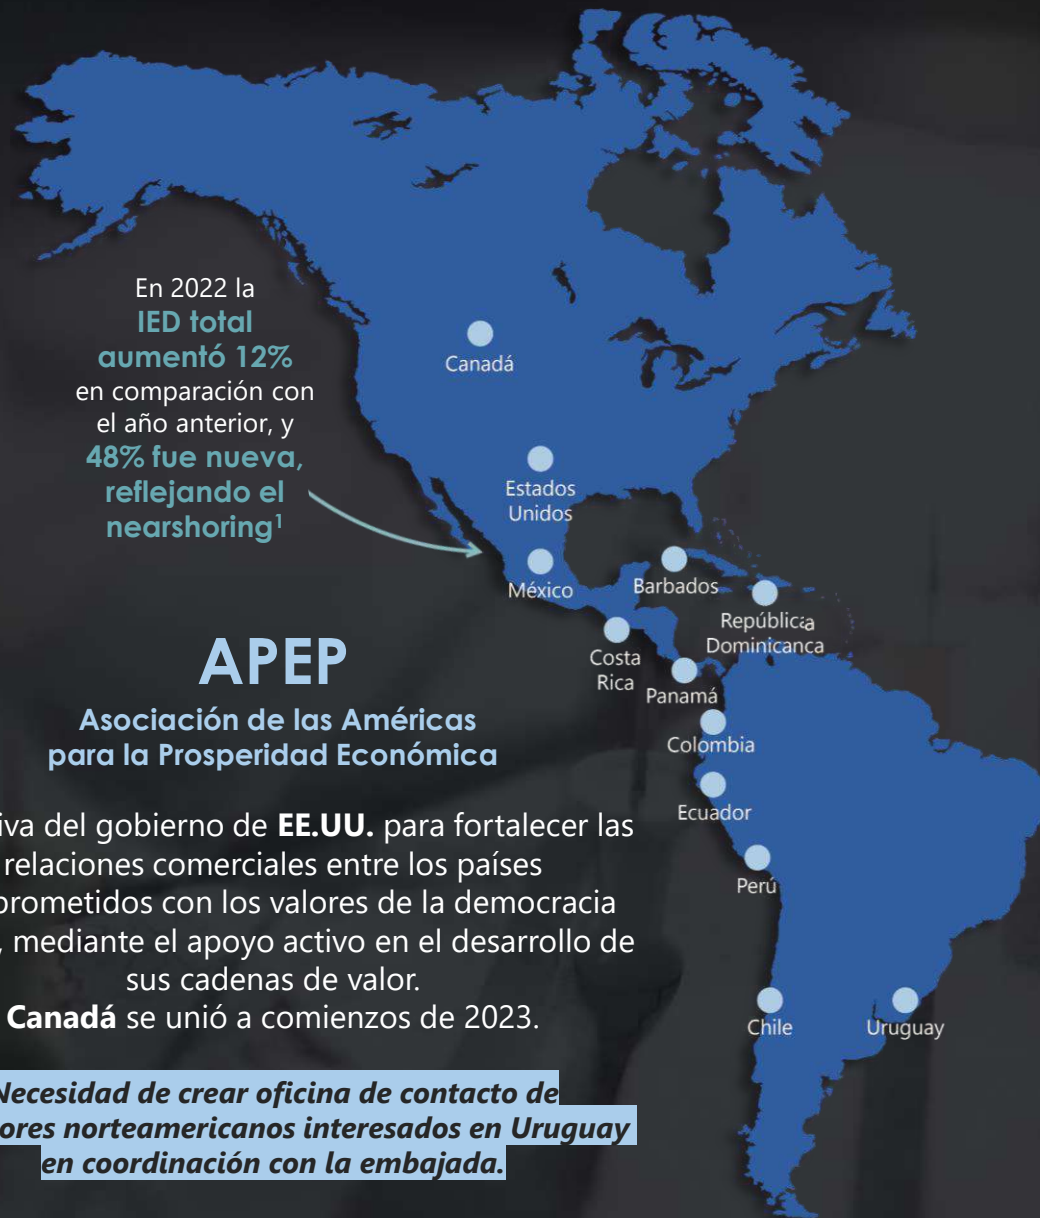 En 2022 la
IED total
aumentó 12%
en comparación con
el año anterior, y
48% fue nueva,
reflejando el
nearshoring¹
APEP
Asociación de las Américas
para la Prosperidad Económica
iva del gobierno de EE.UU. para fortalecer las
relaciones comerciales entre los países
prometidos con los valores de la democracia
, mediante el apoyo activo en el desarrollo de
sus cadenas de valor.
Canadá se unió a comienzos de 2023.
Necesidad de crear oficina de contacto de
ores norteamericanos interesados en Uruguay
en coordinación con la embajada.
Canadá
Estados
Unidos
México
Barbados
República
Dominicanca
Costa
Rica
Panamá
Colombia
Ecuador
Perú
Chile
Uruguay